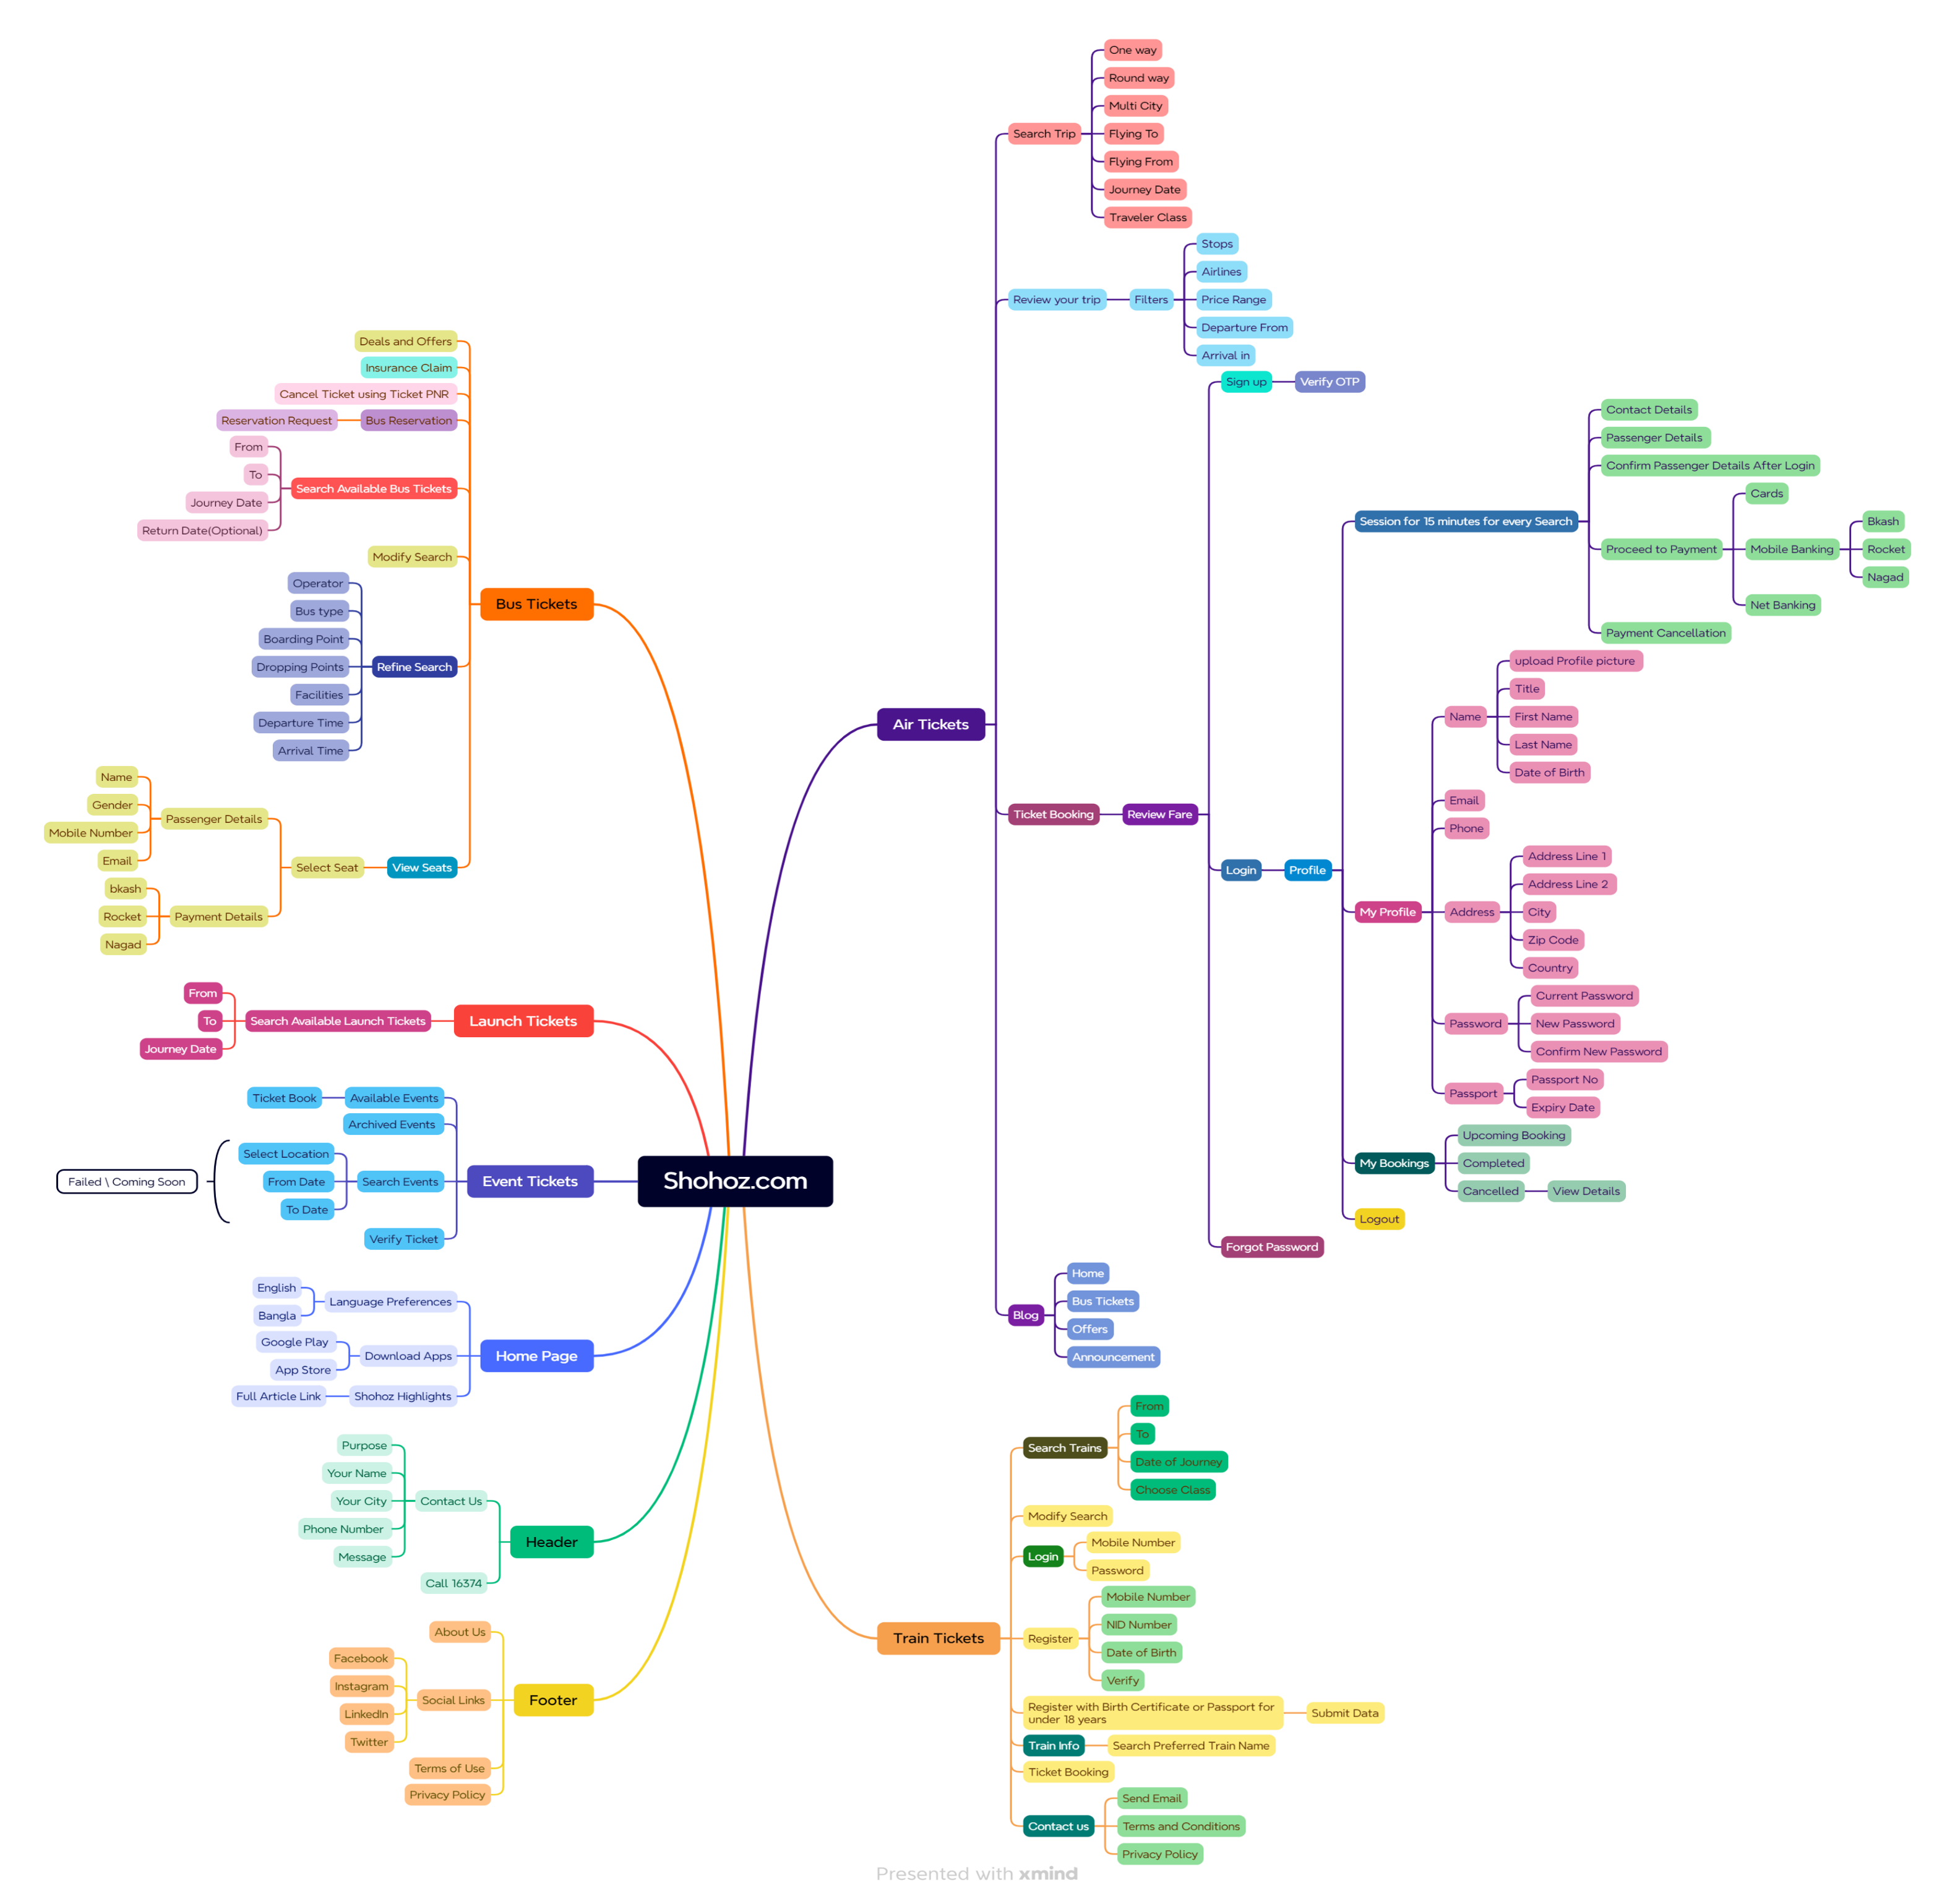 Shohoz.com
Air Tickets
Search Trip
One way
Round way
Multi City
Flying To
Flying From
Journey Date
Traveler Class
Review your trip
Filters
Stops
Airlines
Price Range
Departure From
Arrival in
Ticket Booking
Review Fare
Sign up
Verify OTP
Login
Profile
Session for 15 minutes for every Search
Contact Details
Passenger Details
Confirm Passenger Details After Login
Proceed to Payment
Cards
Mobile Banking
Bkash
Rocket
Nagad
Net Banking
Payment Cancellation
My Profile
Name
upload Profile picture
Title
First Name
Last Name
Date of Birth
Email
Phone
Address
Address Line 1
Address Line 2
City
Zip Code
Country
Password
Current Password
New Password
Confirm New Password
Passport
Passport No
Expiry Date
My Bookings
Upcoming Booking
Completed
Cancelled
View Details
Logout
Forgot Password
Blog
Home
Bus Tickets
Offers
Announcement
Train Tickets
Search Trains
From
To
Date of Journey
Choose Class
Modify Search
Login
Mobile Number
Password
Register
Mobile Number
NID Number
Date of Birth
Verify
Register with Birth Certificate or Passport for
under 18 years
Submit Data
Train Info
Search Preferred Train Name
Ticket Booking
Contact us
Send Email
Terms and Conditions
Privacy Policy
Bus Tickets
Deals and Offers
Insurance Claim
Cancel Ticket using Ticket PNR
Bus Reservation
Reservation Request
Search Available Bus Tickets
From
To
Journey Date
Return Date(Optional)
Modify Search
Refine Search
Operator
Bus type
Boarding Point
Dropping Points
Facilities
Departure Time
Arrival Time
View Seats
Select Seat
Passenger Details
Name
Gender
Mobile Number
Email
Payment Details
bkash
Rocket
Nagad
Launch Tickets
Search Available Launch Tickets
From
To
Journey Date
Event Tickets
Available Events
Ticket Book
Archived Events
Search Events
Select Location
From Date
To Date
Failed \ Coming Soon
Verify Ticket
Home Page
Language Preferences
English
Bangla
Download Apps
Google Play
App Store
Shohoz Highlights
Full Article Link
Header
Contact Us
Purpose
Your Name
Your City
Phone Number
Message
Call 16374
Footer
About Us
Social Links
Facebook
Instagram
LinkedIn
Twitter
Terms of Use
Privacy Policy
Presented with xmind